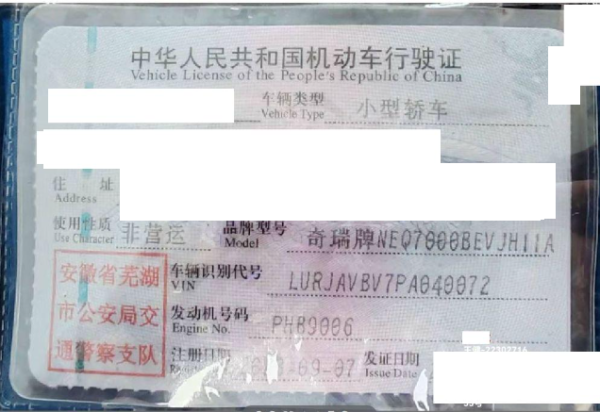 中华人民共和国机动车行驶证
Vehicle License of the People's Republic of China
车辆类型 小型轿车
Vehicle Type
住 址
Address
使用性质 非营运 品牌型号 奇瑞牌NEQ7000BEVJH11A
Use Character Model
安徽省芜湖
市公安局交
通警察支队
车辆识别代号 LURJAVBV7PA040072
VIN
发动机号码 PHB9006
Engine No.
注册日期 09-07 发证日期
Issue Date